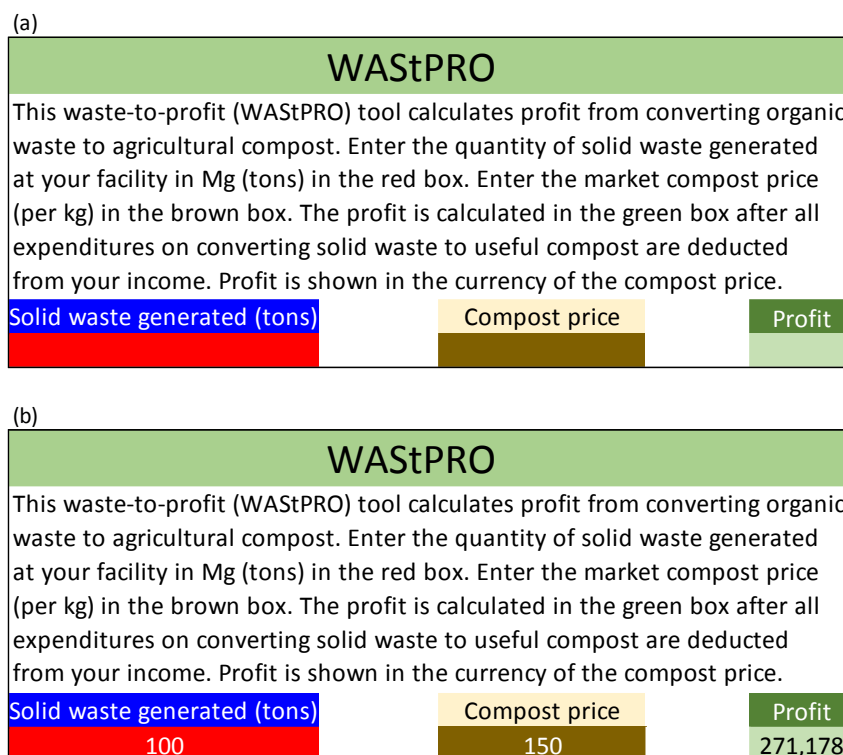 (a)
WAStPRO
This waste-to-profit (WAStPRO) tool calculates profit from converting organic
waste to agricultural compost. Enter the quantity of solid waste generated
at your facility in Mg (tons) in the red box. Enter the market compost price
(per kg) in the brown box. The profit is calculated in the green box after all
expenditures on converting solid waste to useful compost are deducted
from your income. Profit is shown in the currency of the compost price.
Solid waste generated (tons) Compost price Profit
(b)
WAStPRO
This waste-to-profit (WAStPRO) tool calculates profit from converting organic
waste to agricultural compost. Enter the quantity of solid waste generated
at your facility in Mg (tons) in the red box. Enter the market compost price
(per kg) in the brown box. The profit is calculated in the green box after all
expenditures on converting solid waste to useful compost are deducted
from your income. Profit is shown in the currency of the compost price.
Solid waste generated (tons) Compost price Profit
100 150 271,178